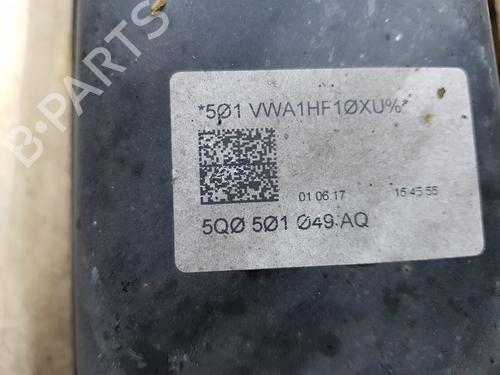 B-PARTS
*5Ø1 VWA1HF1ØXU%*
01 06 17 15 45 55
5QØ 5Ø1 Ø49 AQ